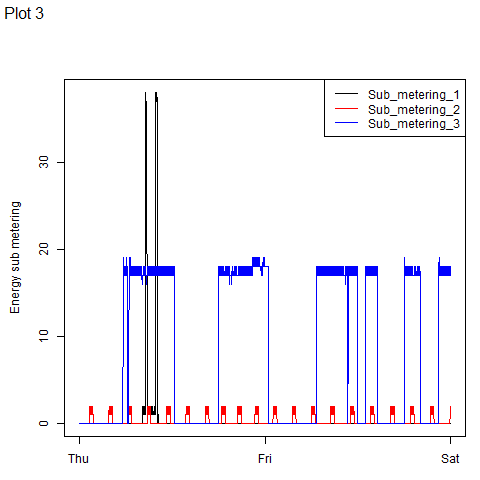 Plot 3
Sub_metering_1
Sub_metering_2
Sub_metering_3
Energy sub metering
30
20
10
0
Thu
Fri
Sat